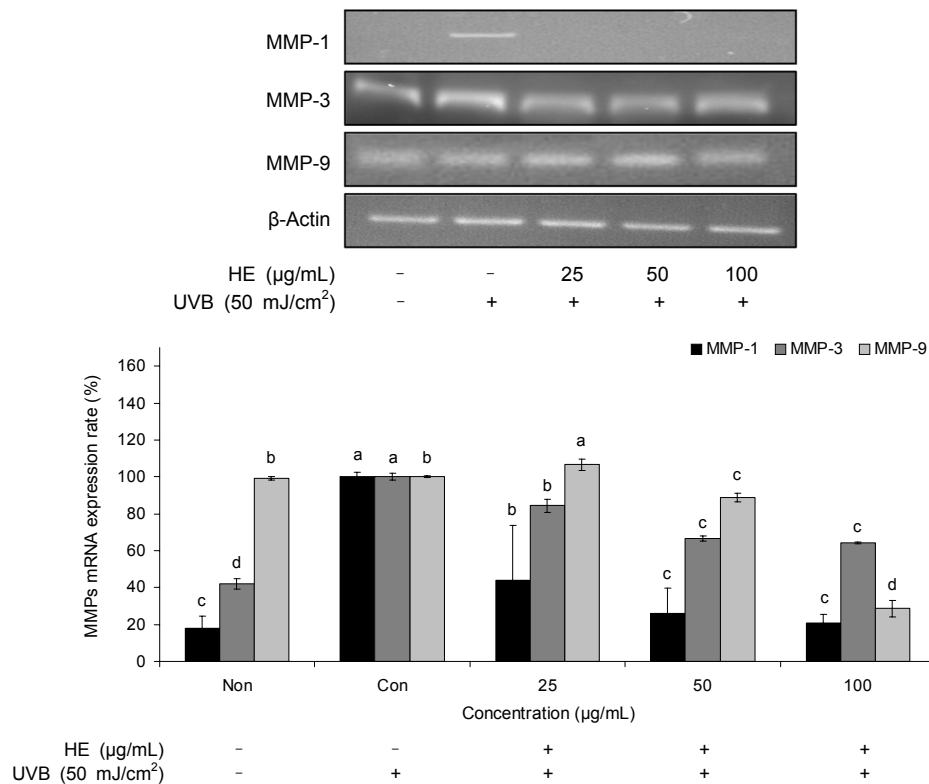 MMP-1
MMP-3
MMP-9
β-Actin
HE (μg/mL) - - 25 50 100
UVB (50 mJ/cm²) - + + + +
■ MMP-1 ■ MMP-3 ■ MMP-9
MMPs mRNA expression rate (%)
160
140
120
100
80
60
40
20
0
c d b
a a b
b b a
c c c
c c d
Non Con 25 50 100
Concentration (μg/mL)
HE (μg/mL) - - + + +
UVB (50 mJ/cm²) - + + + +